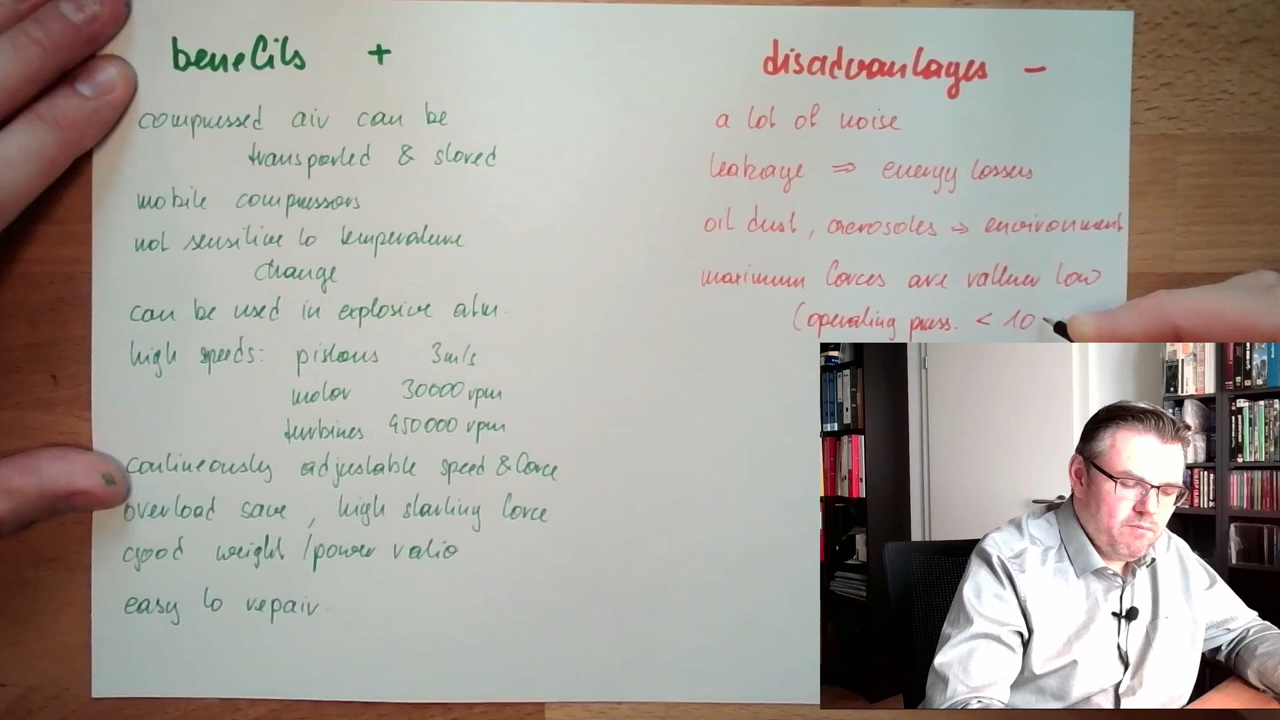 benefits +
compressed air can be
transported & stored
mobile compressors
not sensitive to temperature
change
can be used in explosive atm.
high speeds: pistons 3m/s
motor 30000 rpm
turbines 450000 rpm
contineously adjustable speed & force
overload save , high starting force
good weight / power ratio
easy to repair
disadvantages -
a lot of noise
leakage ⇒ energy losses
oil dust, aerosoles ⇒ environment
maximum forces are rather low
(operating press. < 10